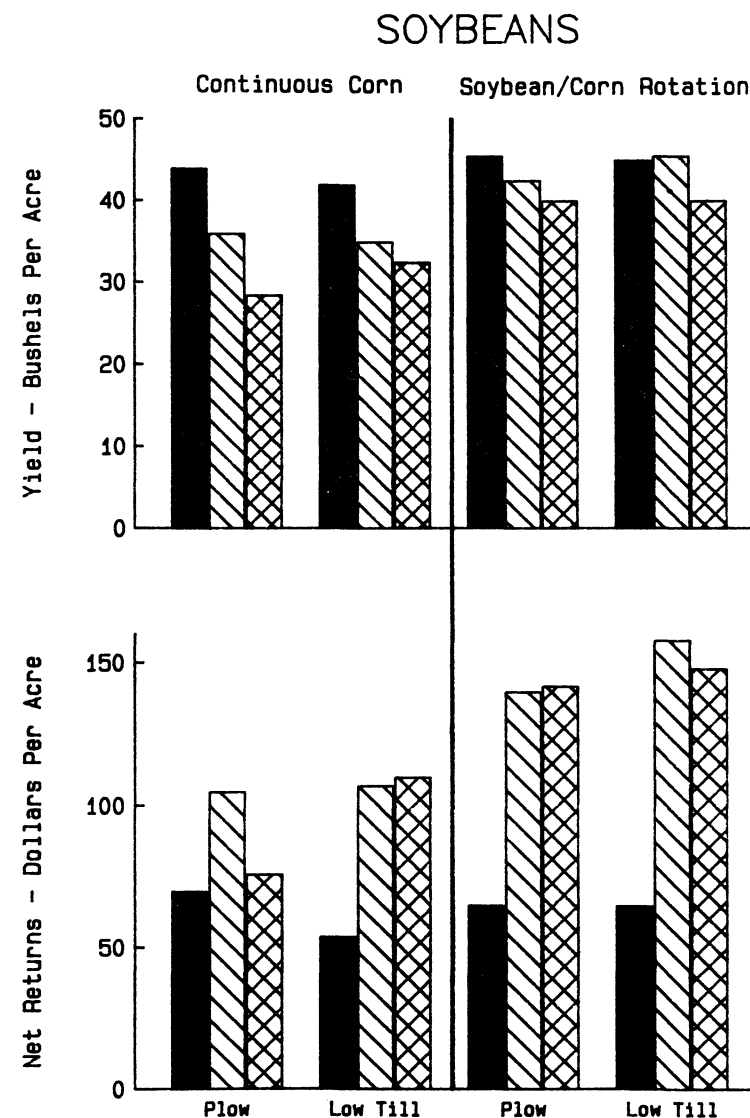 SOYBEANS
Continuous Corn
Soybean/Corn Rotation
Yield - Bushels Per Acre
50
40
30
20
10
0
Net Returns - Dollars Per Acre
150
100
50
0
Plow
Low Till
Plow
Low Till